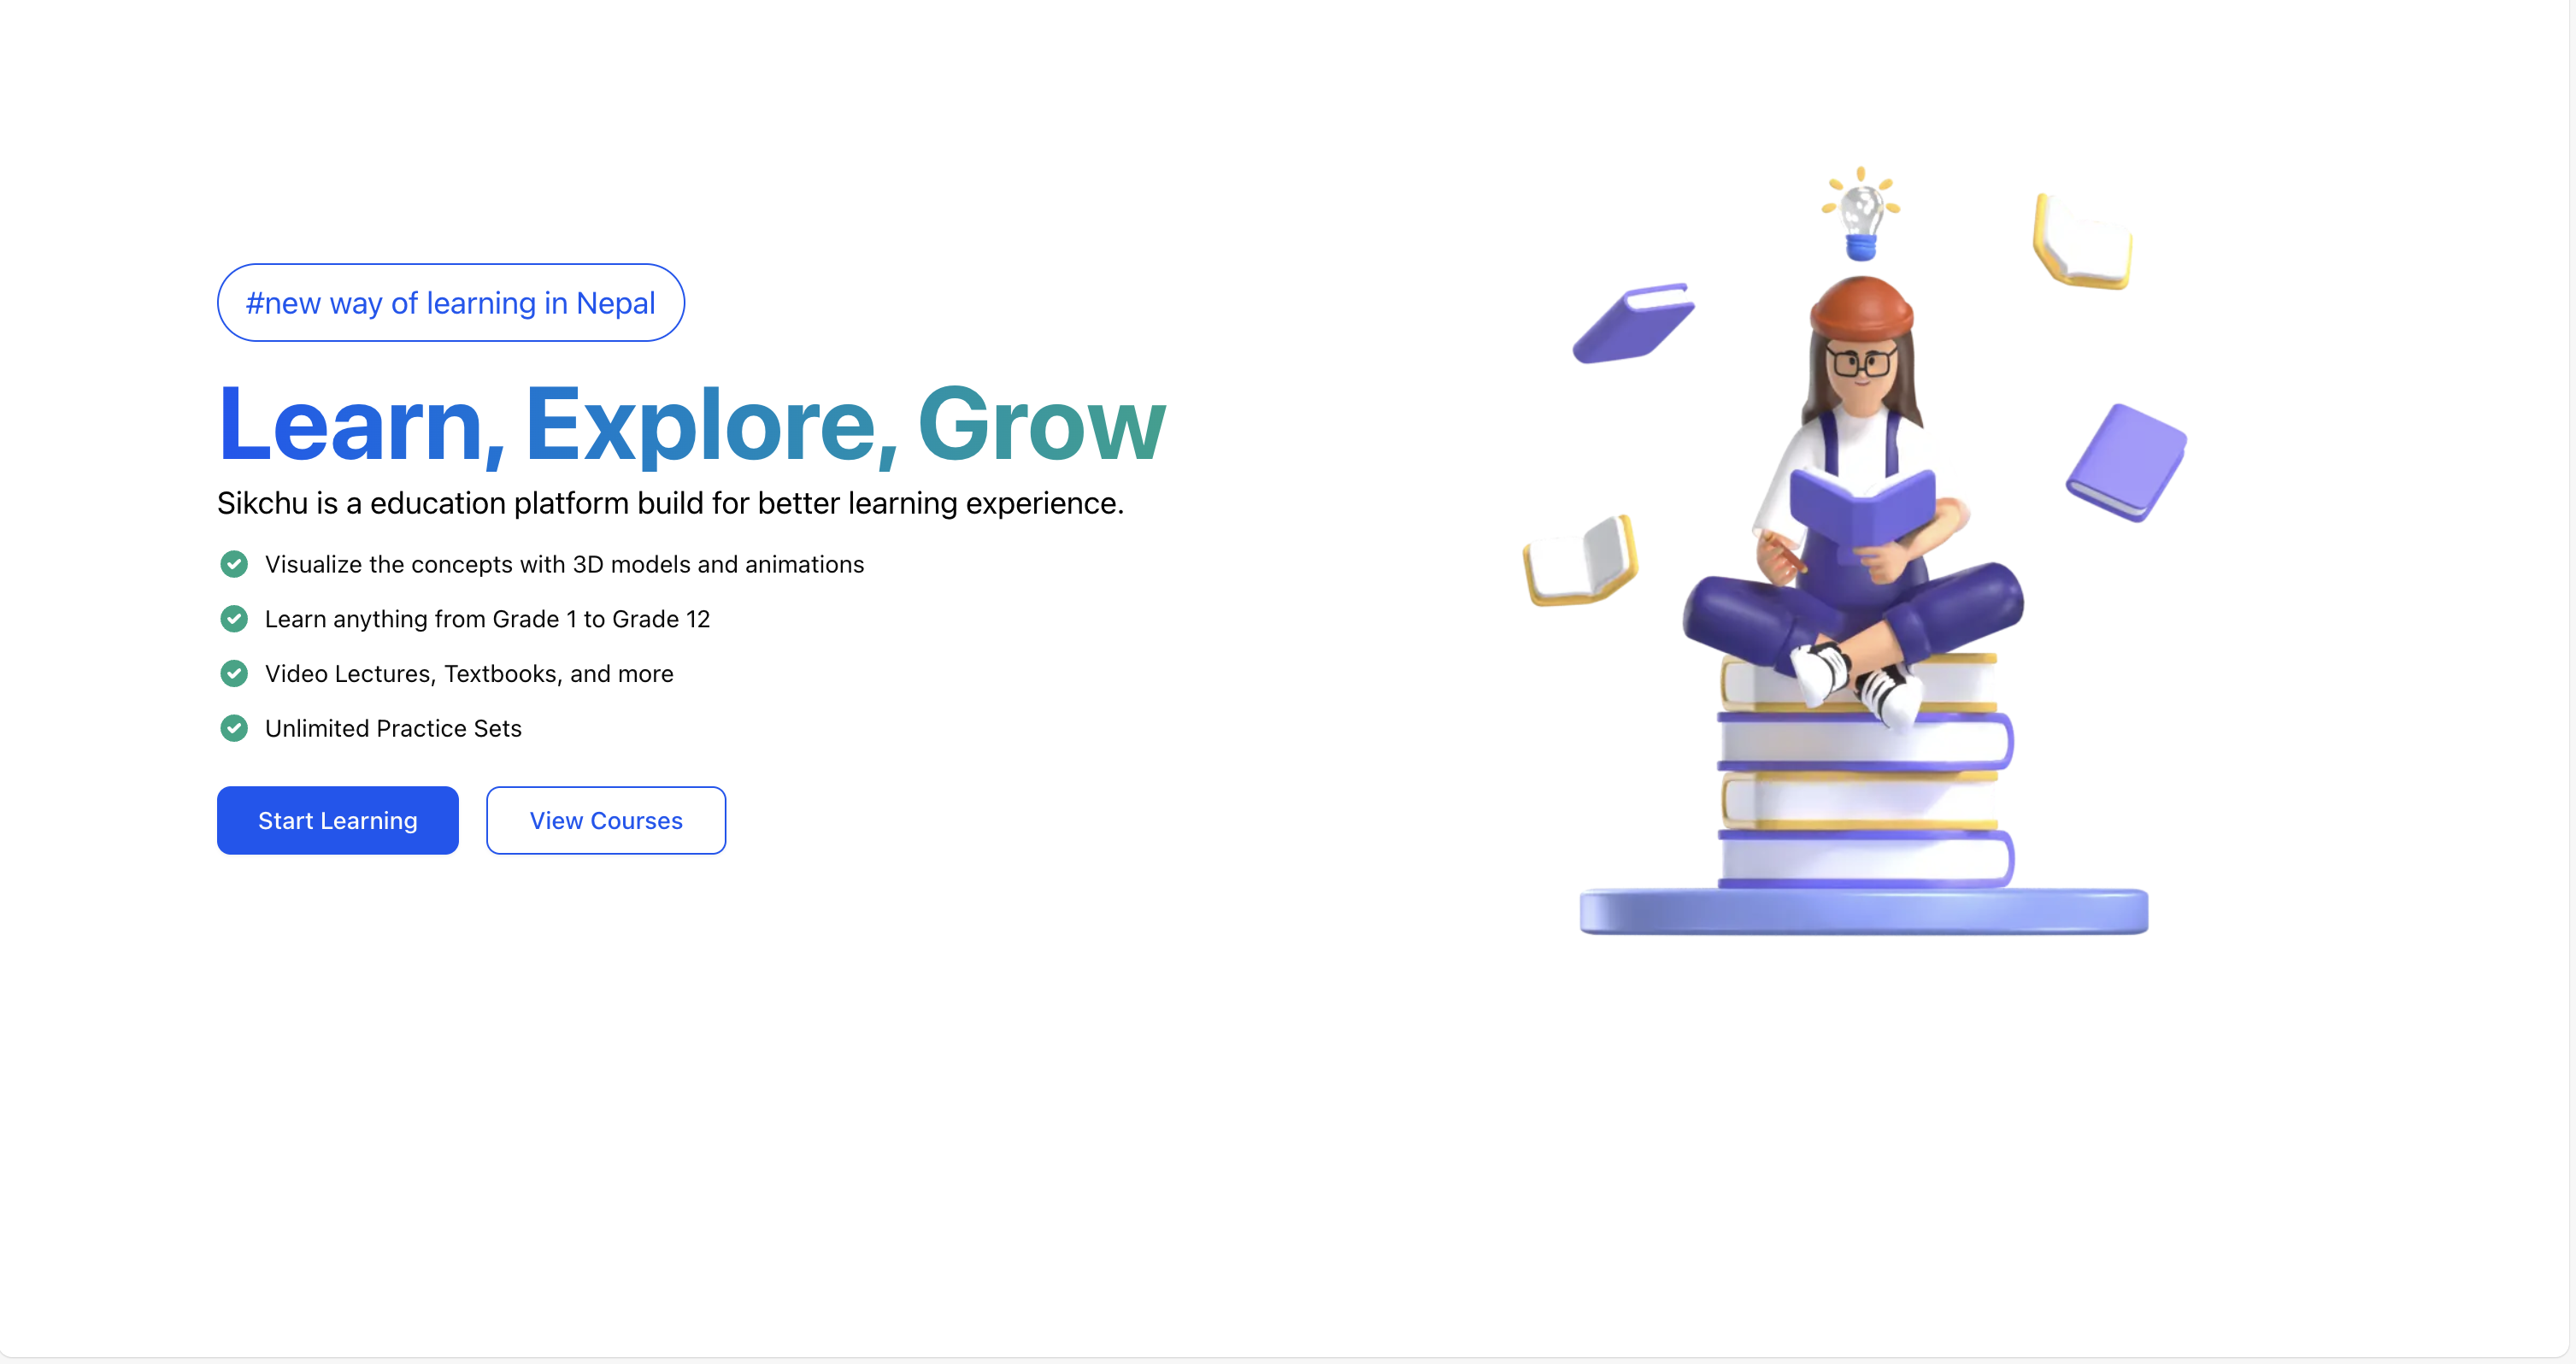 #new way of learning in Nepal
Learn, Explore, Grow
Sikchu is a education platform build for better learning experience.
Visualize the concepts with 3D models and animations
Learn anything from Grade 1 to Grade 12
Video Lectures, Textbooks, and more
Unlimited Practice Sets
Start Learning
View Courses